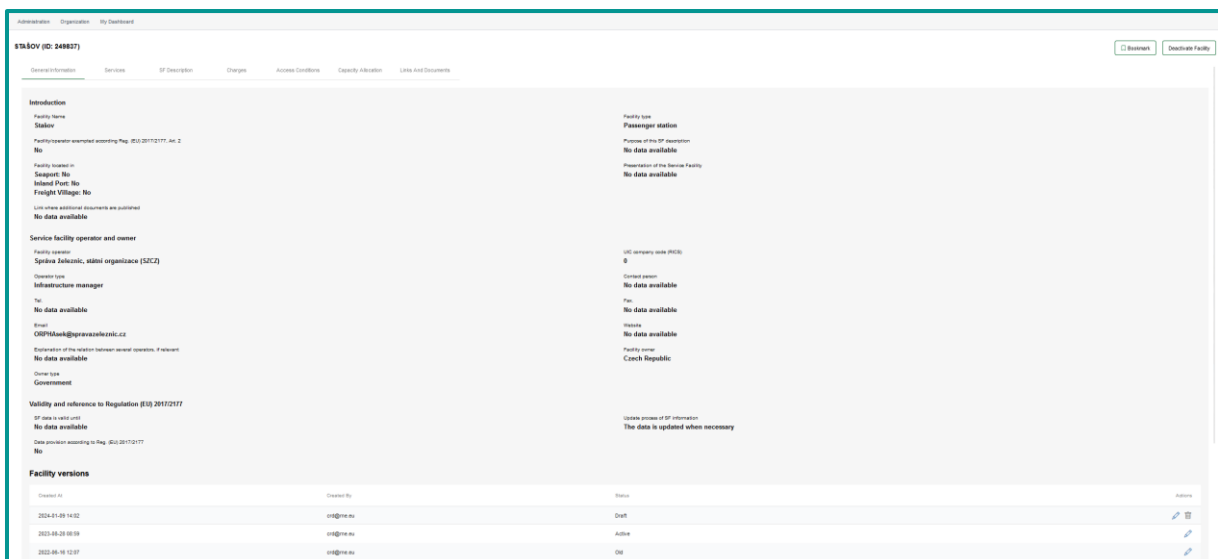 Administration Organization My Dashboard
STAŠOV (ID: 249837)
Bookmark Deactivate Facility
General Information Services SF Description Charges Access Conditions Capacity Allocation Links And Documents
Introduction
Facility Name
Stašov
Facility type
Passenger station
Facility/operator exempted according Reg. (EU) 2017/2177, Art. 2
No
Purpose of this SF description
No data available
Facility located in
Seaport: No
Inland Port: No
Freight Village: No
Presentation of the Service Facility
No data available
Link where additional documents are published
No data available
Service facility operator and owner
Facility operator
Správa železnic, státní organizace (SZCZ)
UIC company code (RICS)
0
Operator type
Infrastructure manager
Contact person
No data available
Tel.
No data available
Fax.
No data available
Email
ORPHAsek@spravazeleznic.cz
Website
No data available
Explanation of the relation between several operators, if relevant
No data available
Facility owner
Czech Republic
Owner type
Government
Validity and reference to Regulation (EU) 2017/2177
SF data is valid until
No data available
Update process of SF information
The data is updated when necessary
Data provision according to Reg. (EU) 2017/2177
No
Facility versions
Created At Created By Status Actions
2024-01-09 14:02 crd@rne.eu Draft
2023-08-28 08:59 crd@rne.eu Active
2022-06-16 12:07 crd@rne.eu Old